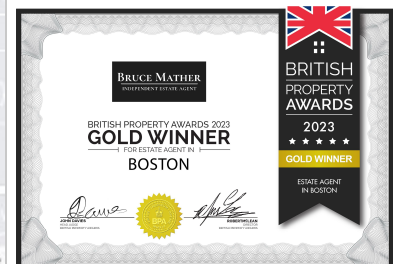 BRUCE MATHER
INDEPENDENT ESTATE AGENT
BRITISH PROPERTY AWARDS 2023
GOLD WINNER
FOR ESTATE AGENT IN
BOSTON
JOHN DAVIES
BPA
ROBERT MCLEAN
DIRECTOR
BRITISH
PROPERTY
AWARDS
2023
GOLD WINNER
ESTATE AGENT
IN BOSTON